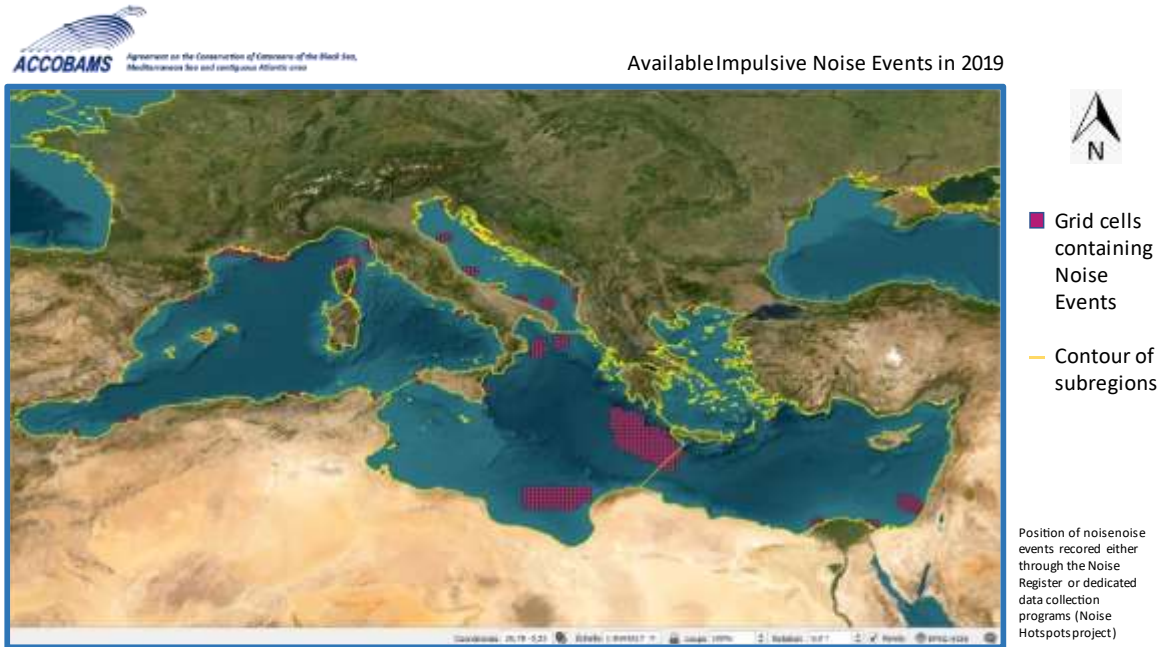 ACCOBAMS
Agreement on the Conservation of Cetaceans of the Black Sea,
Mediterranean Sea and contiguous Atlantic area
AvailableImpulsive Noise Events in 2019
N
Grid cells
containing
Noise
Events
Contour of
subregions
Position of noisenoise
events recored either
through the Noise
Register or dedicated
data collection
programs (Noise
Hotspotsproject)